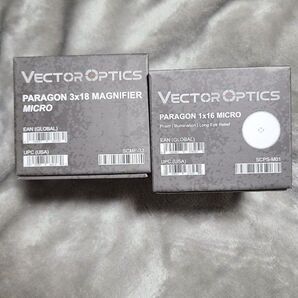 VECTOR OPTICS
PARAGON 3x18 MAGNIFIER
MICRO
EAN (GLOBAL)
UPC (USA)
VECTOR OPTICS
PARAGON 1x16 MICRO
Prism | Illumination | Long Eye Relief
EAN (GLOBAL)
UPC (USA)
SCPS-M01